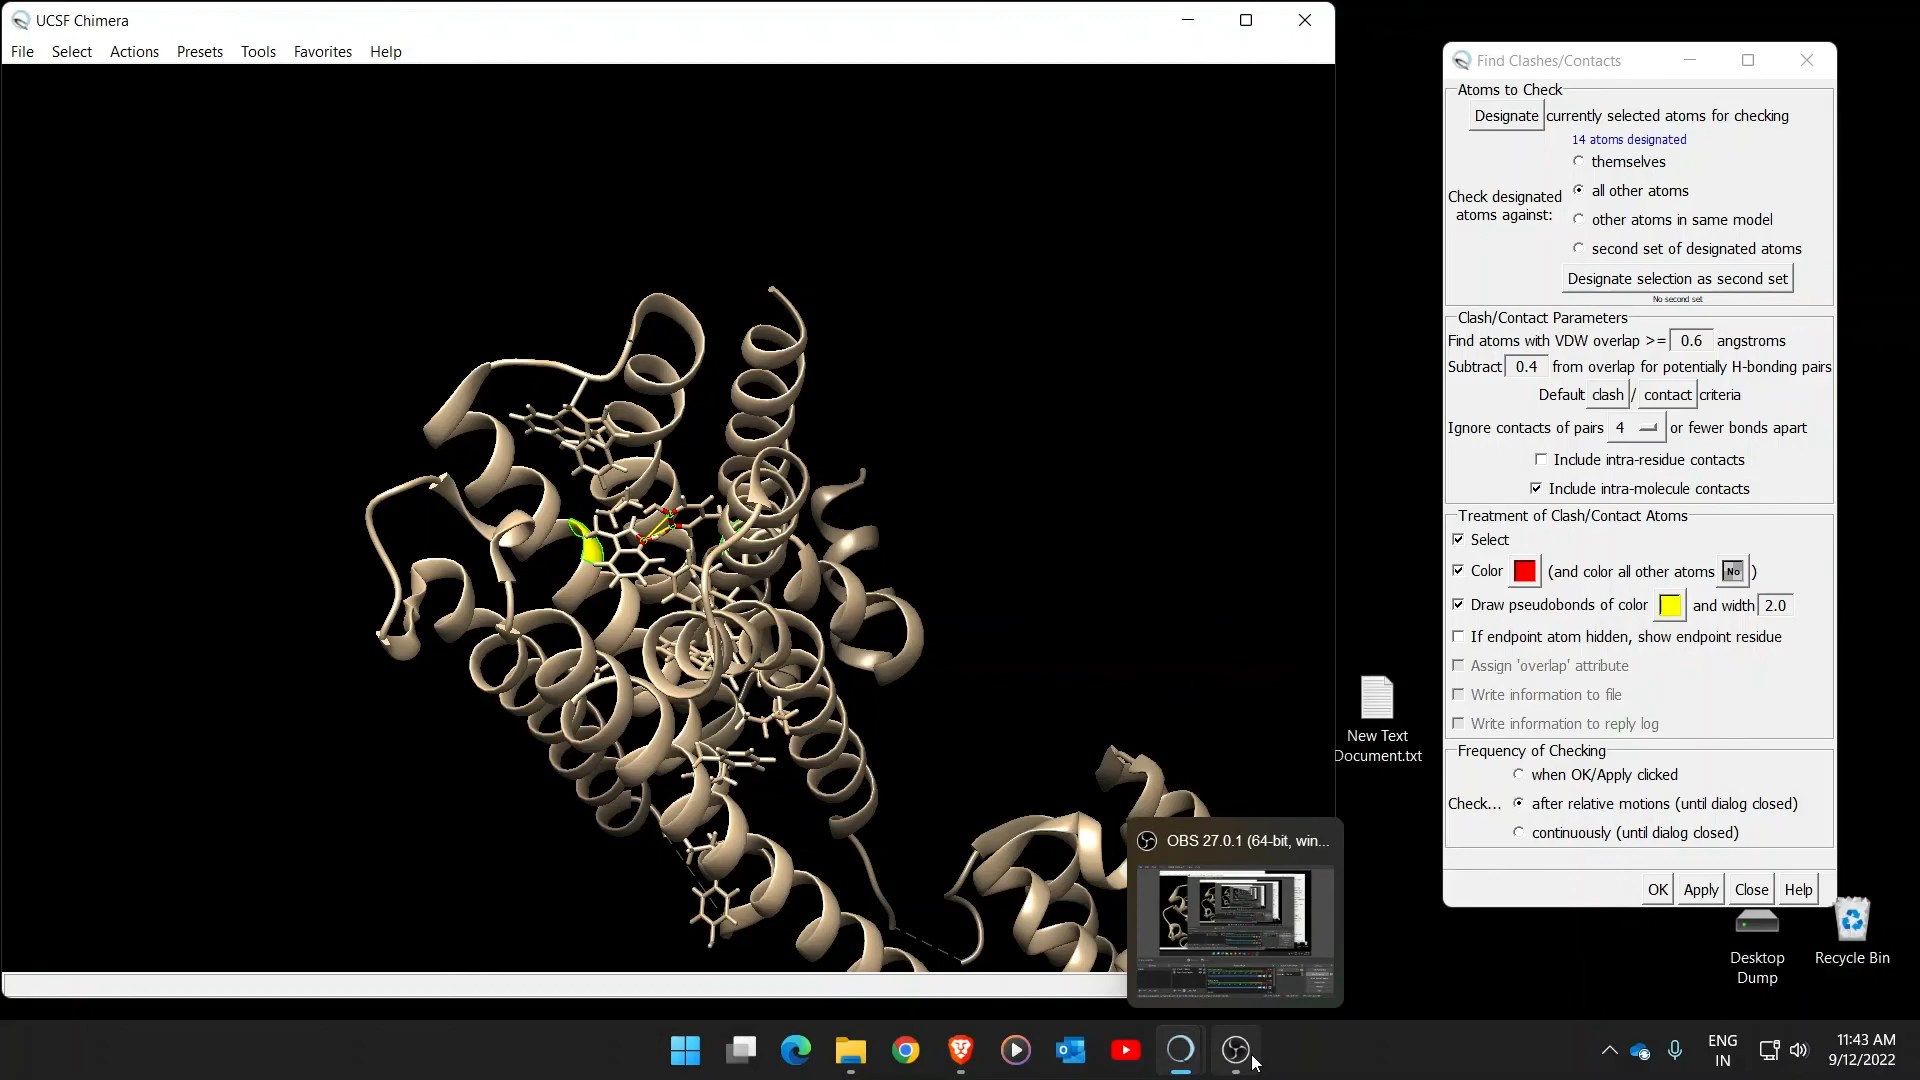 UCSF Chimera
File Select Actions Presets Tools Favorites Help
Find Clashes/Contacts
Atoms to Check
Designate currently selected atoms for checking
14 atoms designated
themselves
all other atoms
Check designated atoms against:
other atoms in same model
second set of designated atoms
Designate selection as second set
No second set
Clash/Contact Parameters
Find atoms with VDW overlap >= 0.6 angstroms
Subtract 0.4 from overlap for potentially H-bonding pairs
Default clash / contact criteria
Ignore contacts of pairs 4 or fewer bonds apart
Include intra-residue contacts
Include intra-molecule contacts
Treatment of Clash/Contact Atoms
Select
Color (and color all other atoms No )
Draw pseudobonds of color and width 2.0
If endpoint atom hidden, show endpoint residue
Assign 'overlap' attribute
Write information to file
Write information to reply log
Frequency of Checking
when OK/Apply clicked
Check... after relative motions (until dialog closed)
continuously (until dialog closed)
OK Apply Close Help
New Text
Document.txt
OBS 27.0.1 (64-bit, win...
Desktop
Dump
Recycle Bin
ENG
IN
11:43 AM
9/12/2022